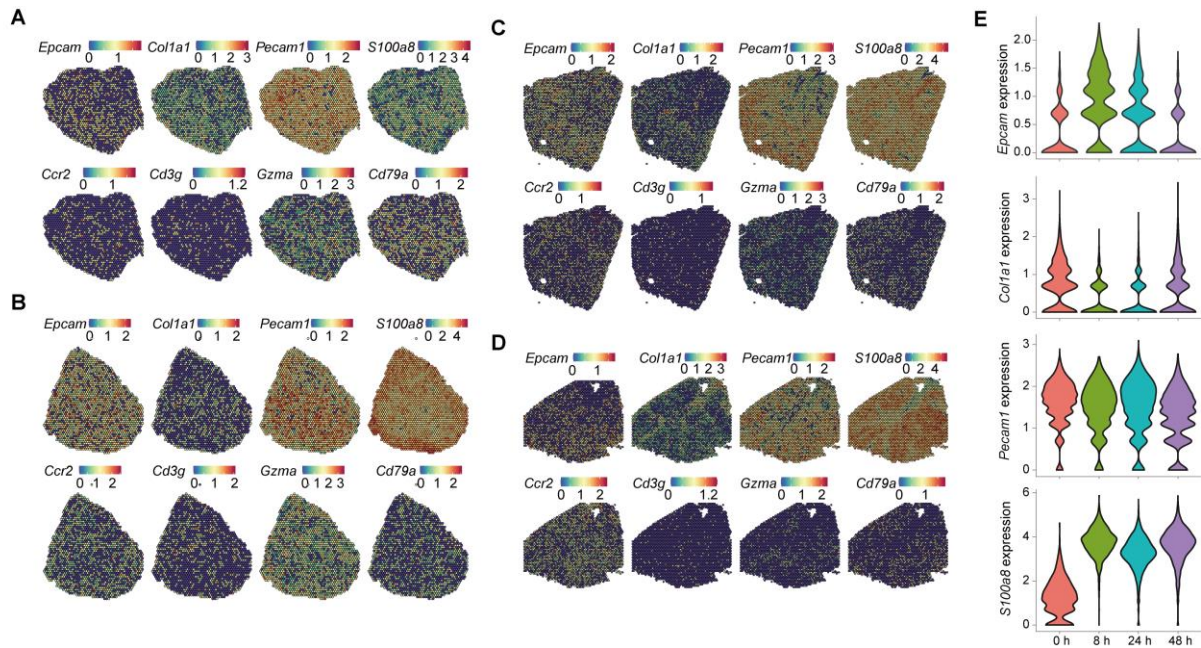 A
Epcam
0 1
Col1a1
0 1 2 3
Pecam1
0 1 2
S100a8
0 1 2 3 4
Ccr2
0 1
Cd3g
0 1.2
Gzma
0 1 2 3
Cd79a
0 1 2
B
Epcam
0 1 2
Col1a1
0 1 2
Pecam1
0 1 2
S100a8
0 2 4
Ccr2
0 1 2
Cd3g
0 1 2
Gzma
0 1 2 3
Cd79a
0 1 2
C
Epcam
0 1 2
Col1a1
0 1 2
Pecam1
0 1 2
S100a8
0 2 4
Ccr2
0 1
Cd3g
0 1
Gzma
0 1 2 3
Cd79a
0 1 2
D
Epcam
0 1
Col1a1
0 1 2 3
Pecam1
0 1 2
S100a8
0 2 4
Ccr2
0 1 2
Cd3g
0 1.2
Gzma
0 1 2
Cd79a
0 1
E
Epcam expression
2.0
1.5
1.0
0.5
0.0
Col1a1 expression
3
2
1
0
Pecam1 expression
3
2
1
0
S100a8 expression
6
4
2
0
0 h 8 h 24 h 48 h